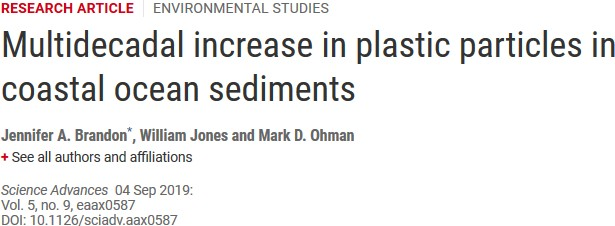 RESEARCH ARTICLE | ENVIRONMENTAL STUDIES
Multidecadal increase in plastic particles in
coastal ocean sediments
Jennifer A. Brandon*, William Jones and Mark D. Ohman
+ See all authors and affiliations
Science Advances 04 Sep 2019:
Vol. 5, no. 9, eaax0587
DOI: 10.1126/sciadv.aax0587